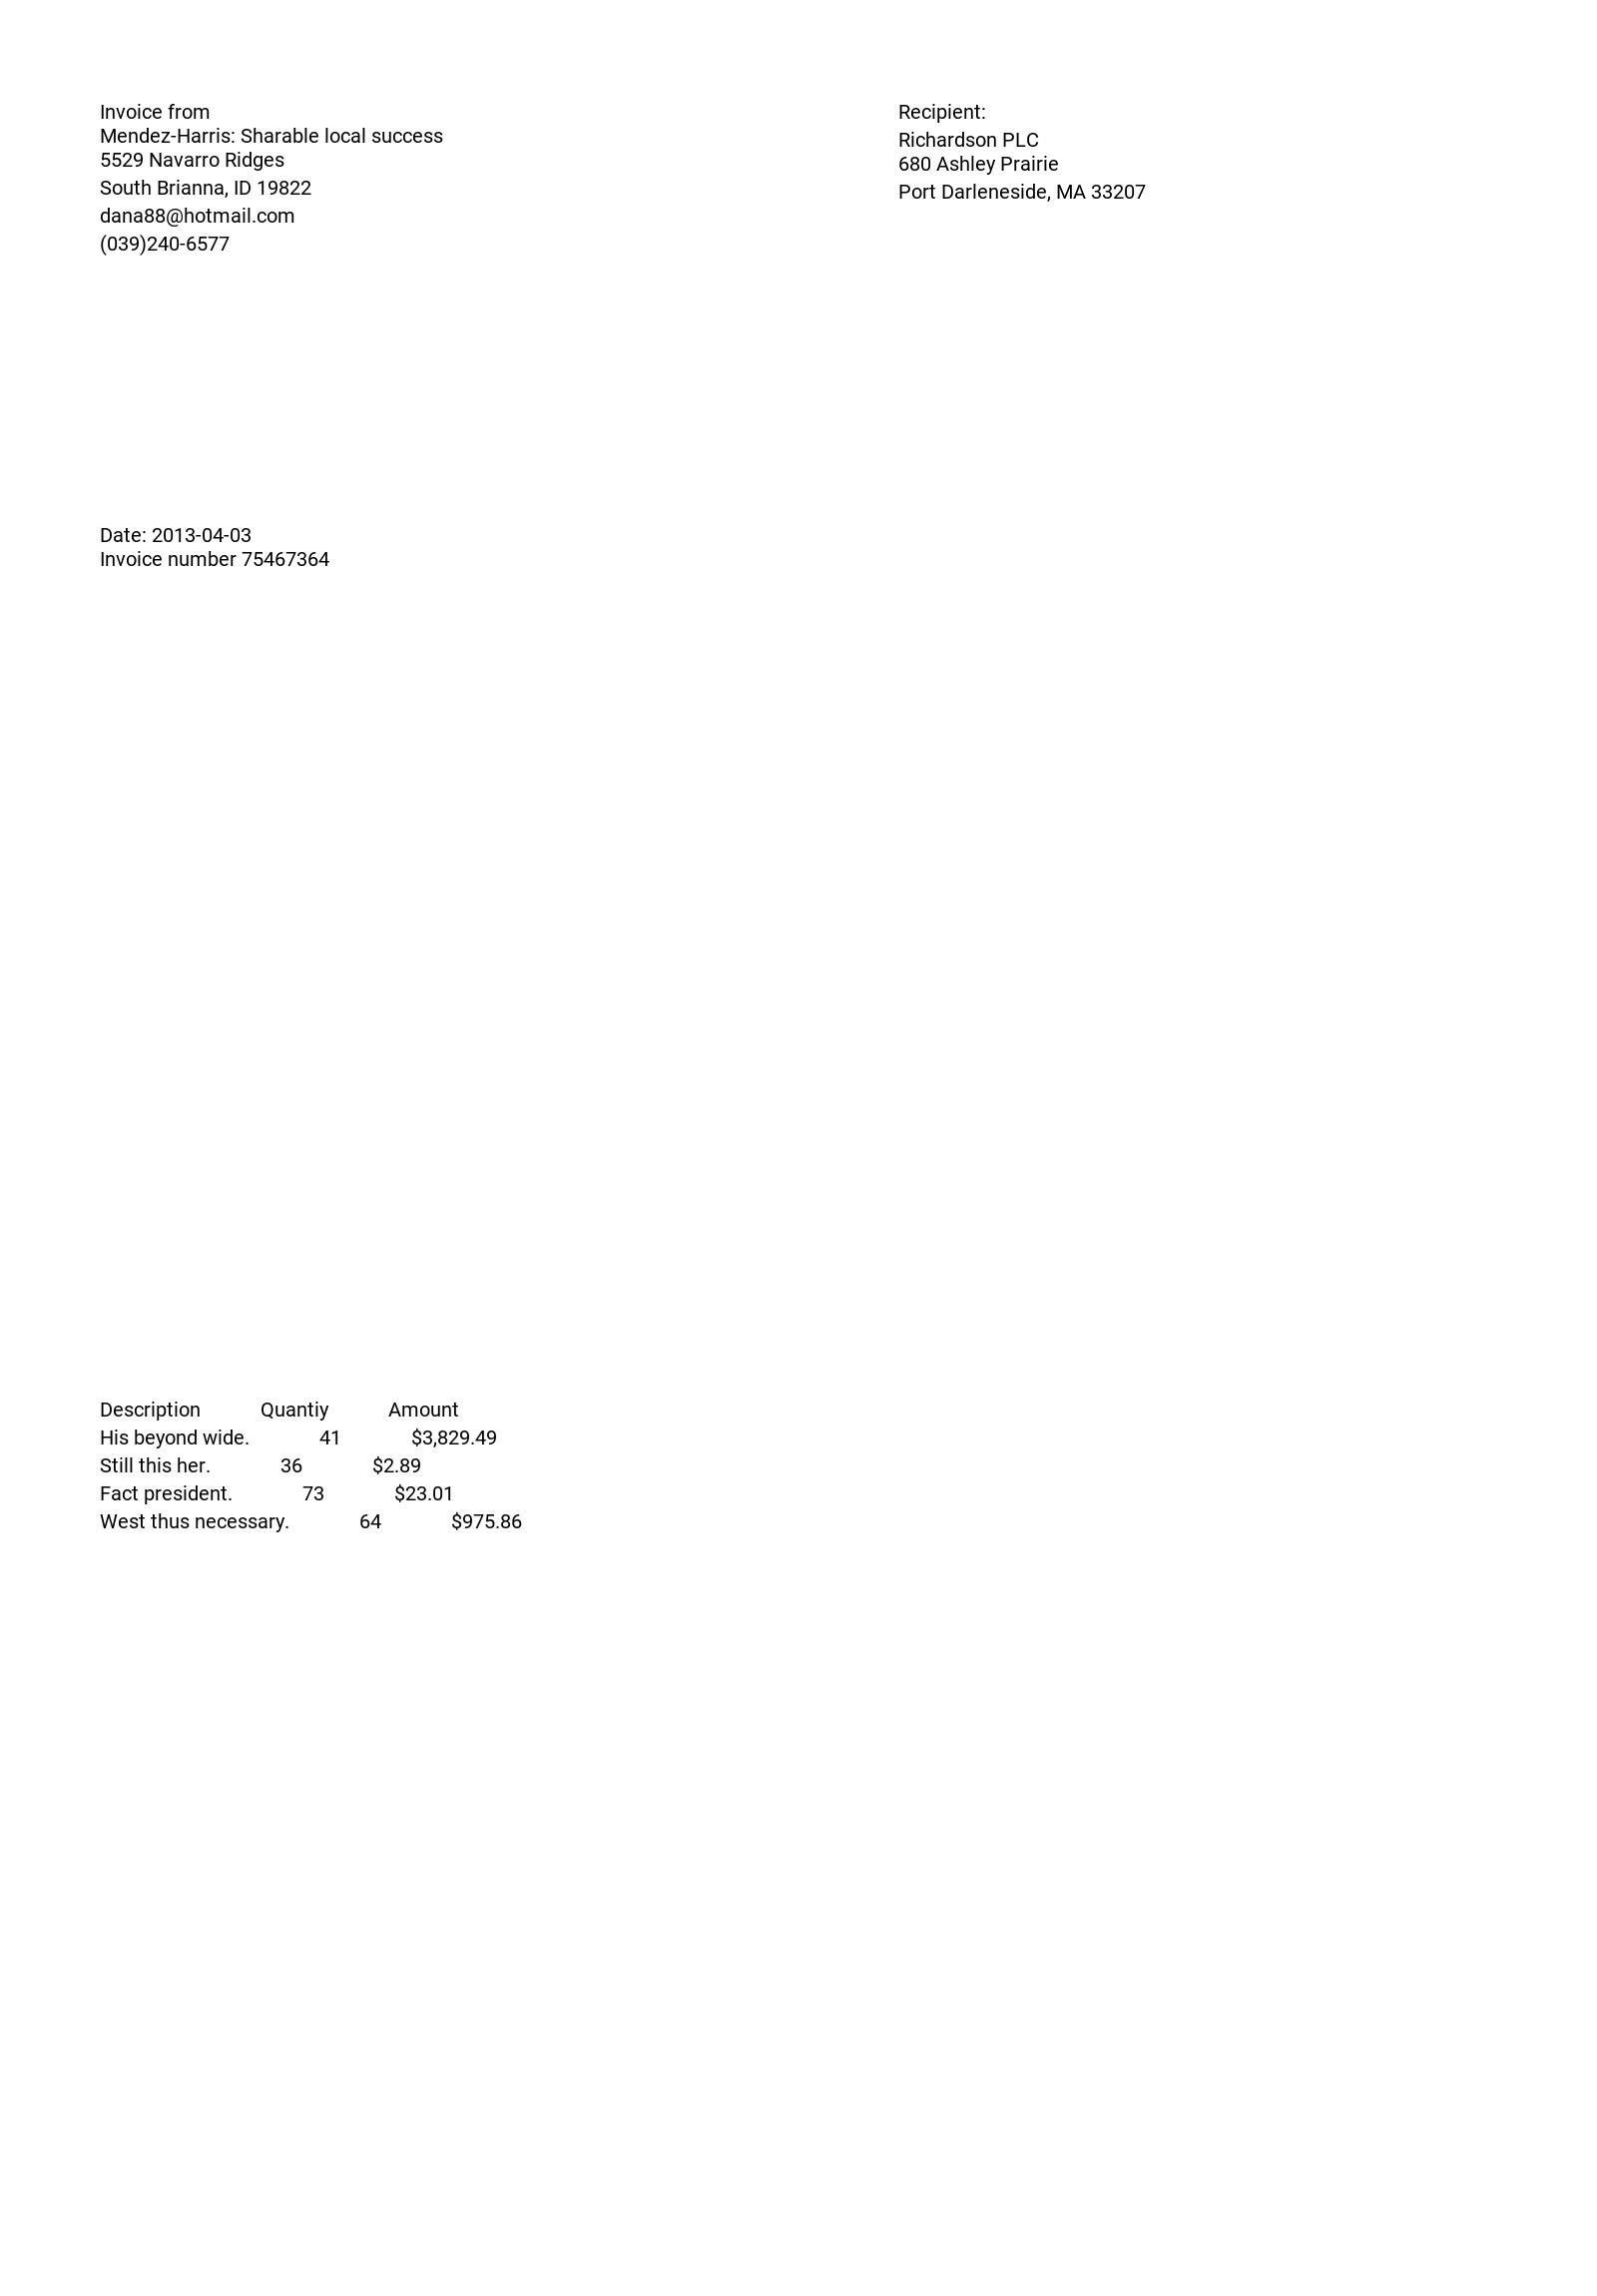 Invoice from
Mendez-Harris: Sharable local success
5529 Navarro Ridges
South Brianna, ID 19822
dana88@hotmail.com
(039)240-6577
Recipient:
Richardson PLC
680 Ashley Prairie
Port Darleneside, MA 33207
Date: 2013-04-03
Invoice number 75467364
Description Quantiy Amount
His beyond wide. 41 $3,829.49
Still this her. 36 $2.89
Fact president. 73 $23.01
West thus necessary. 64 $975.86